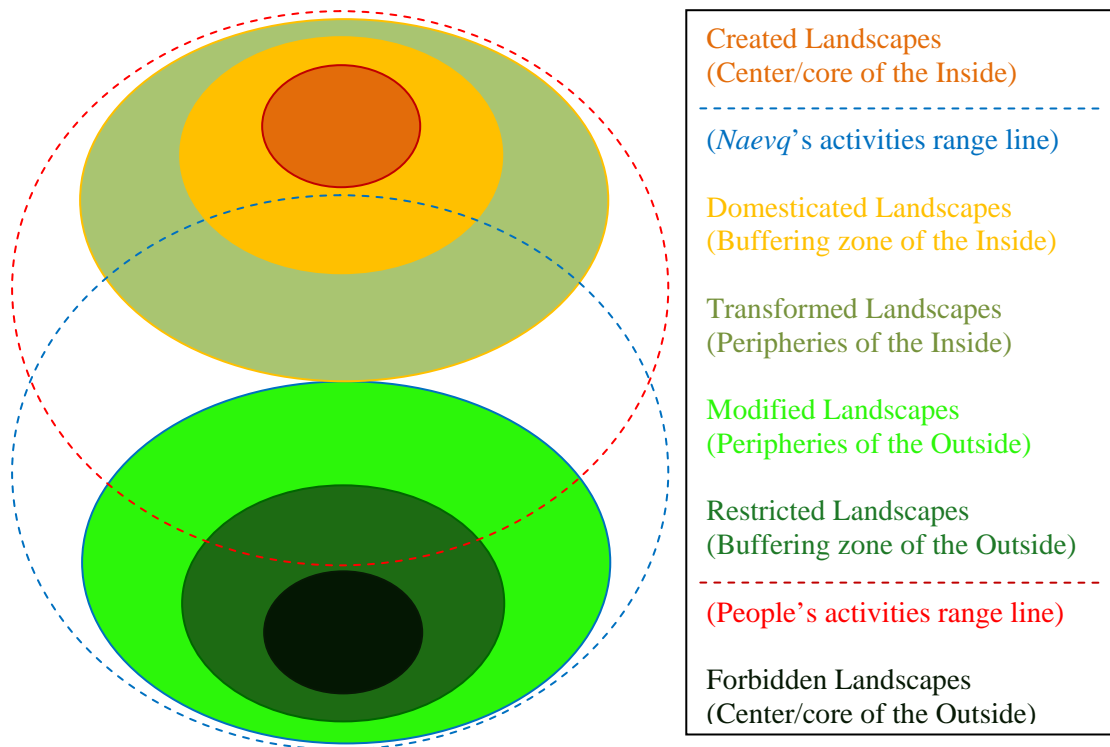 Created Landscapes
(Center/core of the Inside)
(Naevq’s activities range line)
Domesticated Landscapes
(Buffering zone of the Inside)
Transformed Landscapes
(Peripheries of the Inside)
Modified Landscapes
(Peripheries of the Outside)
Restricted Landscapes
(Buffering zone of the Outside)
(People’s activities range line)
Forbidden Landscapes
(Center/core of the Outside)